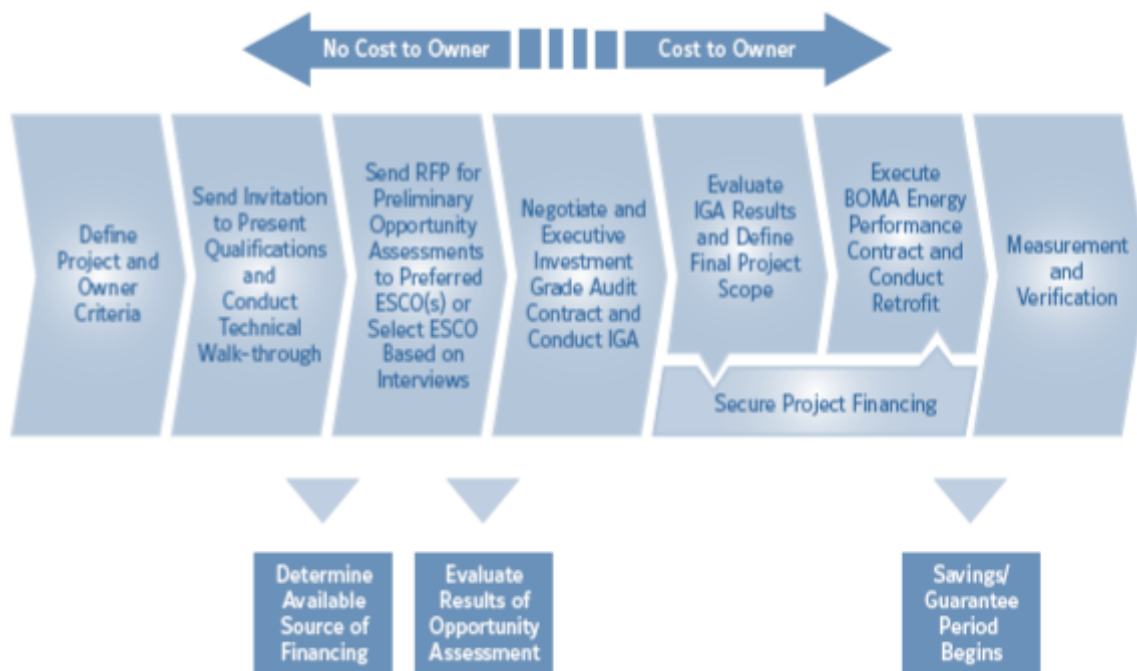 No Cost to Owner
Cost to Owner
Define
Project and
Owner
Criteria
Send Invitation
to Present
Qualifications
and
Conduct
Technical
Walk-through
Send RFP for
Preliminary
Opportunity
Assessments
to Preferred
ESCO(s) or
Select ESCO
Based on
Interviews
Negotiate and
Executive
Investment
Grade Audit
Contract and
Conduct IGA
Evaluate
IGA Results
and Define
Final Project
Scope
Execute
BOMA Energy
Performance
Contract and
Conduct
Retrofit
Secure Project Financing
Measurement
and
Verification
Determine
Available
Source of
Financing
Evaluate
Results of
Opportunity
Assessment
Savings/
Guarantee
Period
Begins